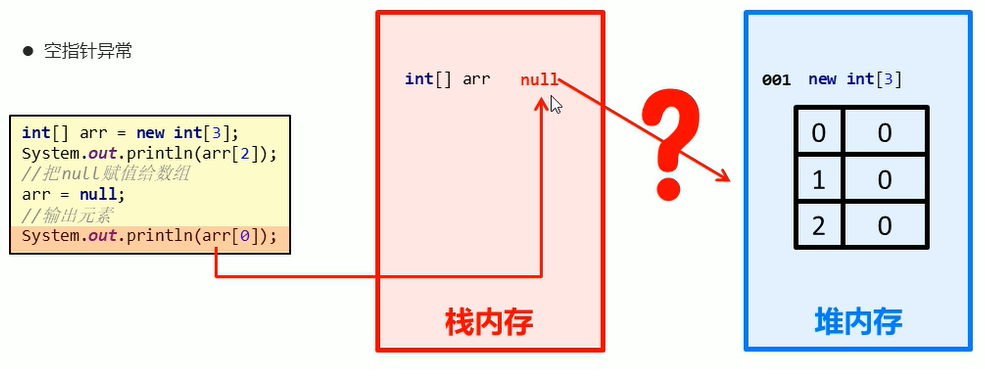 ● 空指针异常
int[] arr = new int[3];
System.out.println(arr[2]);
//把null赋值给数组
arr = null;
//输出元素
System.out.println(arr[0]);
int[] arr null
?
栈内存
001 new int[3]
0 0
1 0
2 0
堆内存